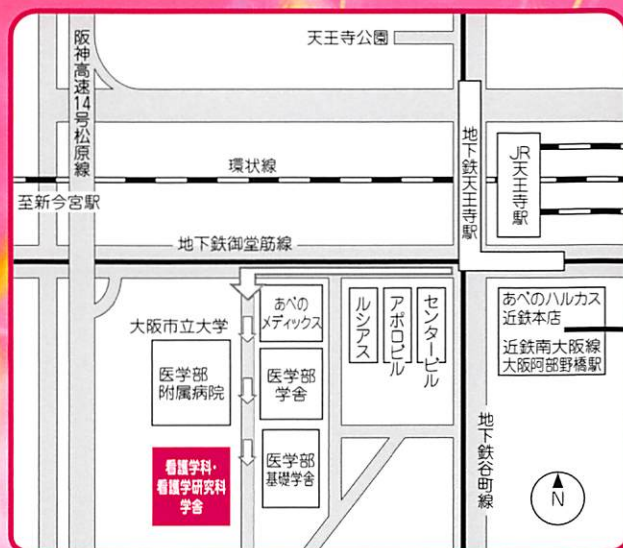 天王寺公園
阪神高速14号松原線
地下鉄天王寺駅
JR天王寺駅
環状線
至新今宮駅
地下鉄御堂筋線
あべの
メディックス
ルシアス
アポロビル
センタービル
あべのハルカス
近鉄本店
近鉄南大阪線
大阪阿部野橋駅
大阪市立大学
医学部
附属病院
医学部
学舎
看護学科・
看護学研究科
学舎
医学部
基礎学舎
地下鉄谷町線
N